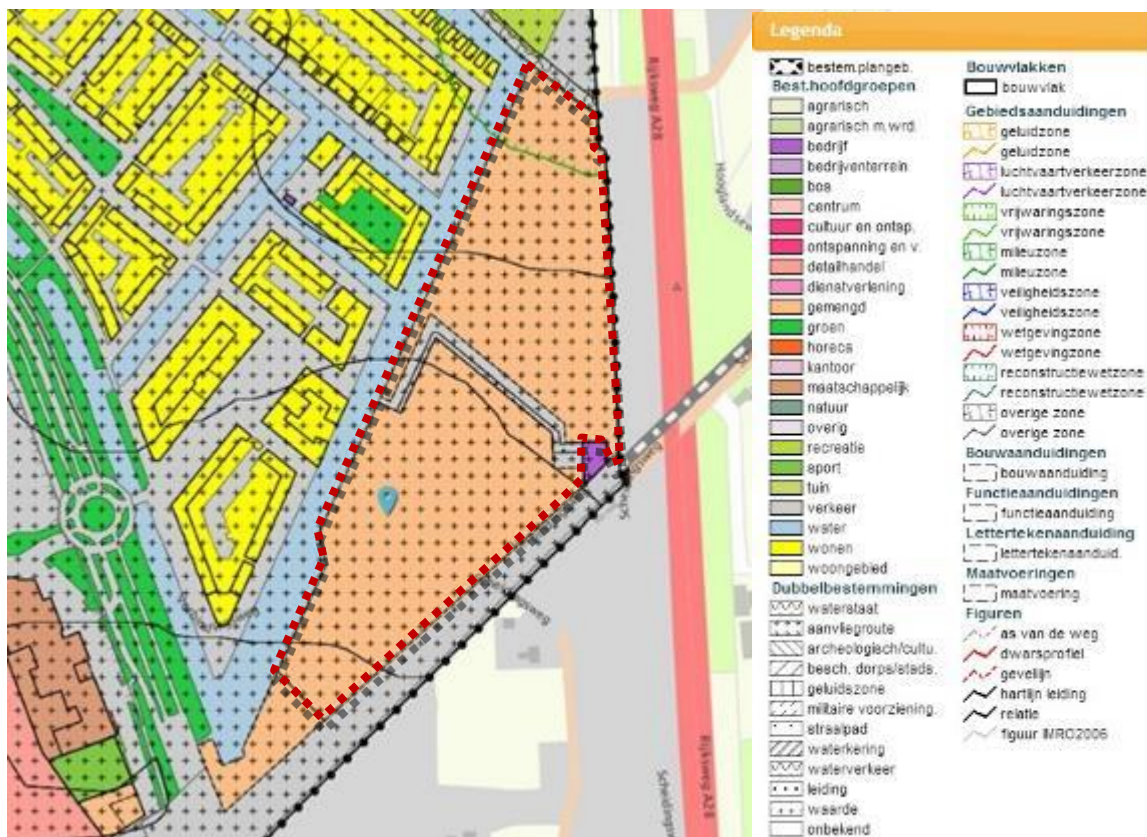 Rijksweg A28
Hooglandsew
A
Rijksweg A28
Legenda
bestem.plangeb.
Best.hoofdgroepen
agrarisch
agrarisch m.wrd.
bedrijf
bedrijventerrein
bos
centrum
cultuur en ontsp.
ontspanning en v.
detailhandel
dienstverlening
gemengd
groen
horeca
kantoor
maatschappelijk
natuur
overig
recreatie
sport
tuin
verkeer
water
wonen
woongebied
Dubbelbestemmingen
waterstaat
aanvliegroute
archeologisch/cultu.
besch. dorps/stads.
geluidszone
militaire voorziening.
straalpad
waterkering
waterverkeer
leiding
waarde
onbekend
Bouwvlakken
bouwvlak
Gebiedsaanduidingen
geluidzone
geluidzone
luchtvaartverkeerzone
luchtvaartverkeerzone
vrijwaringszone
vrijwaringszone
milieuzone
milieuzone
veiligheidszone
veiligheidszone
wetgevingzone
wetgevingzone
reconstructiewetzone
reconstructiewetzone
overige zone
overige zone
Bouwaanduidingen
bouwaanduiding
Functieaanduidingen
functieaanduiding
Lettertekenaanduiding
lettertekenaanduid.
Maatvoeringen
maatvoering
Figuren
as van de weg
dwarsprofiel
gevellijn
hartlijn leiding
relatie
figuur IMRO2006